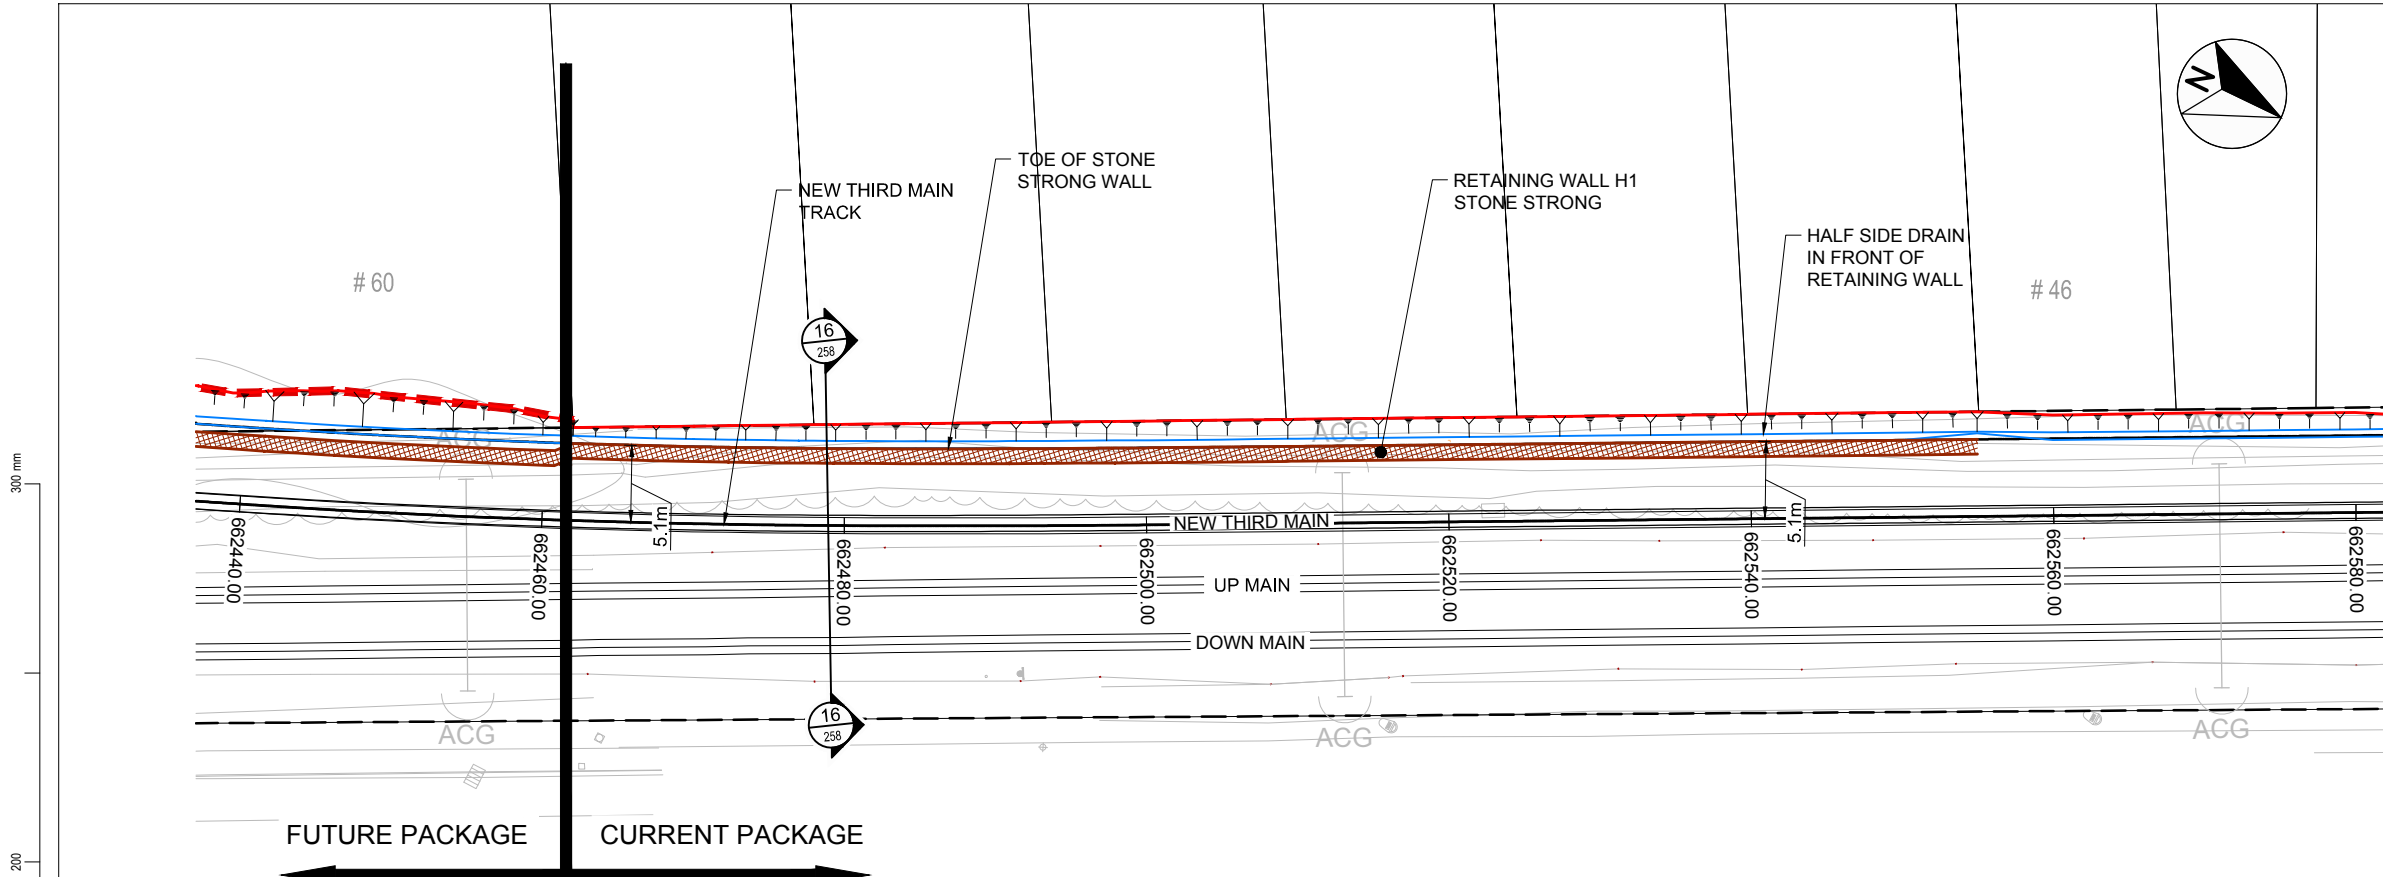 N
TOE OF STONE
STRONG WALL
NEW THIRD MAIN
TRACK
RETAINING WALL H1
STONE STRONG
HALF SIDE DRAIN
IN FRONT OF
RETAINING WALL
# 60
# 46
16
258
ACG
ACG
ACG
300 mm
5.1m
NEW THIRD MAIN
5.1m
662440.00
662460.00
662480.00
662500.00
662520.00
662540.00
662560.00
662580.00
UP MAIN
DOWN MAIN
16
258
ACG
ACG
ACG
FUTURE PACKAGE
CURRENT PACKAGE
200